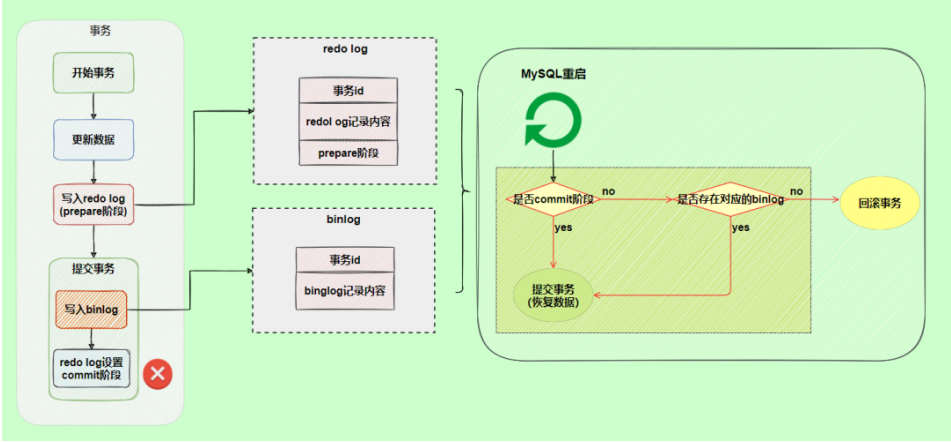 事务
开始事务
更新数据
写入redo log
(prepare阶段)
提交事务
写入binlog
redo log设置
commit阶段
redo log
事务id
redol og记录内容
prepare阶段
binlog
事务id
binglog记录内容
MySQL重启
是否commit阶段
no
是否存在对应的binlog
no
回滚事务
yes
yes
提交事务
(恢复数据)